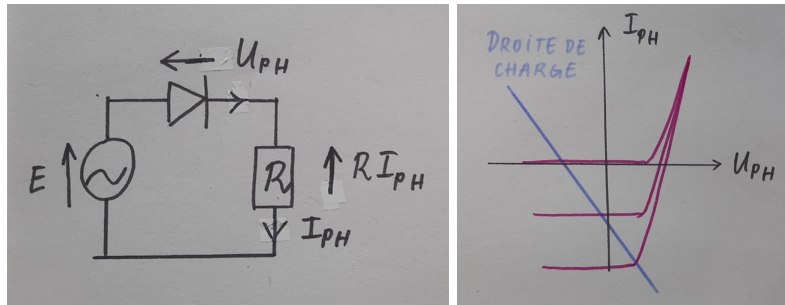 U_PH
E
R
R I_PH
I_PH
DROITE DE
CHARGE
I_PH
U_PH